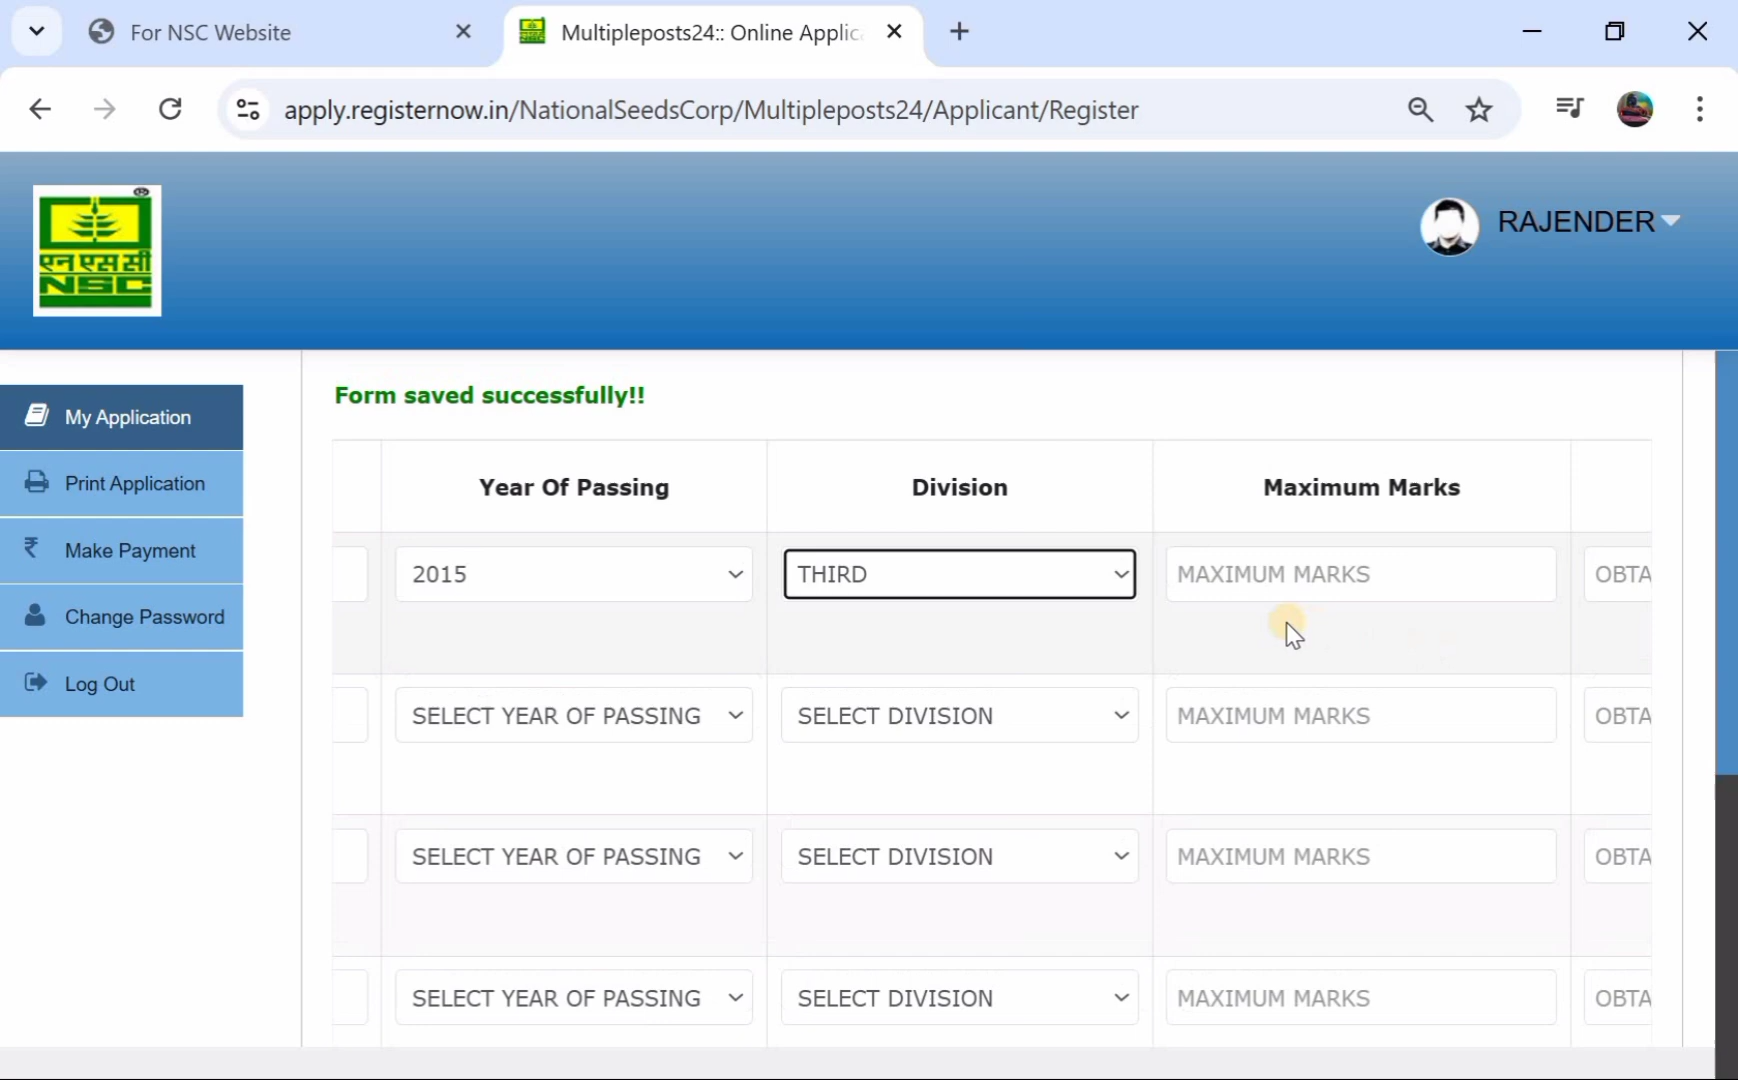 For NSC Website
Multipleposts24:: Online Applic
apply.registernow.in/NationalSeedsCorp/Multipleposts24/Applicant/Register
एन एस सी
NSC
RAJENDER
My Application
Print Application
Make Payment
Change Password
Log Out
Form saved successfully!!
Year Of Passing Division Maximum Marks
2015 THIRD MAXIMUM MARKS OBTA
SELECT YEAR OF PASSING SELECT DIVISION MAXIMUM MARKS OBTA
SELECT YEAR OF PASSING SELECT DIVISION MAXIMUM MARKS OBTA
SELECT YEAR OF PASSING SELECT DIVISION MAXIMUM MARKS OBTA